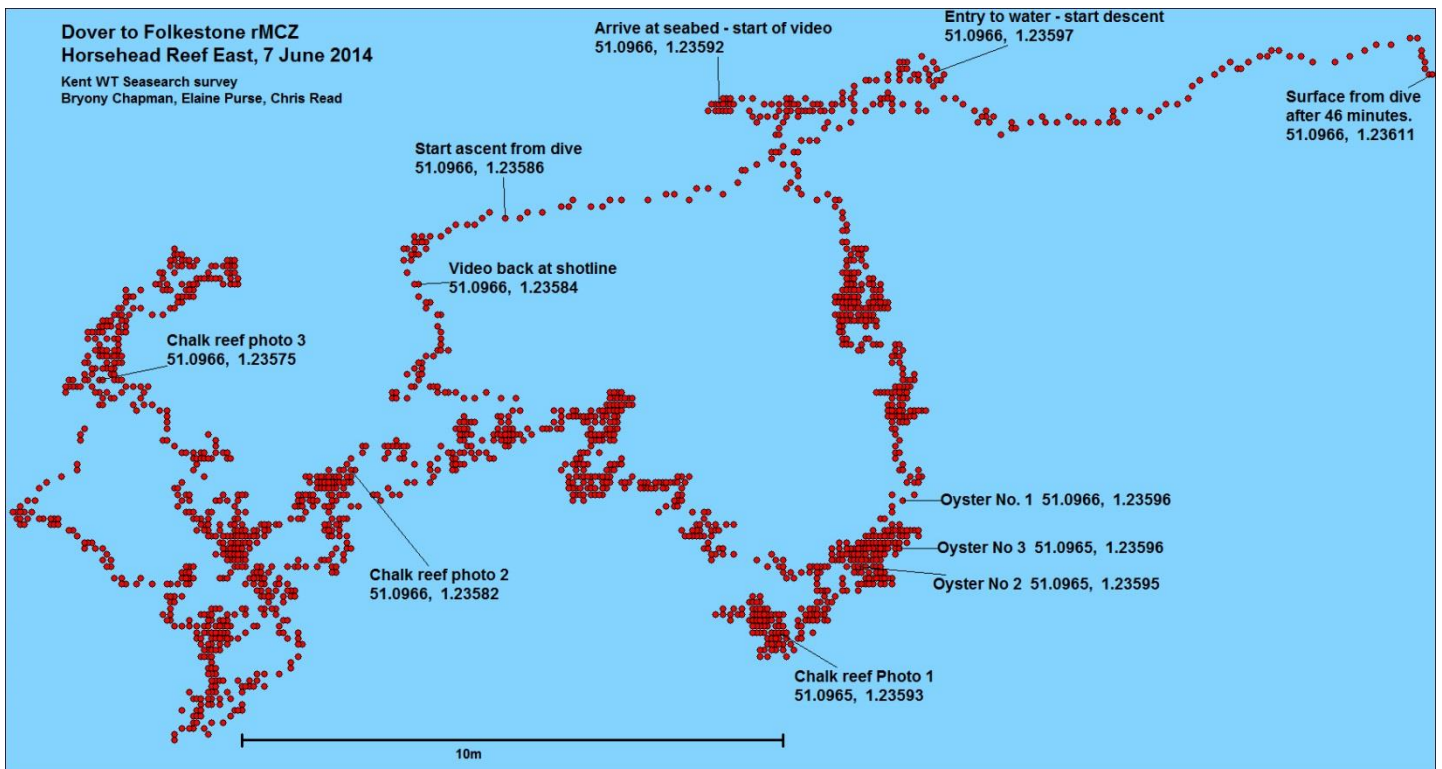 Dover to Folkestone rMCZ
Horsehead Reef East, 7 June 2014
Kent WT Seasearch survey
Bryony Chapman, Elaine Purse, Chris Read
Arrive at seabed - start of video
51.0966, 1.23592
Entry to water - start descent
51.0966, 1.23597
Surface from dive
after 46 minutes.
51.0966, 1.23611
Start ascent from dive
51.0966, 1.23586
Video back at shotline
51.0966, 1.23584
Chalk reef photo 3
51.0966, 1.23575
Oyster No. 1 51.0966, 1.23596
Oyster No 3 51.0965, 1.23596
Oyster No 2 51.0965, 1.23595
Chalk reef photo 2
51.0966, 1.23582
Chalk reef Photo 1
51.0965, 1.23593
10m